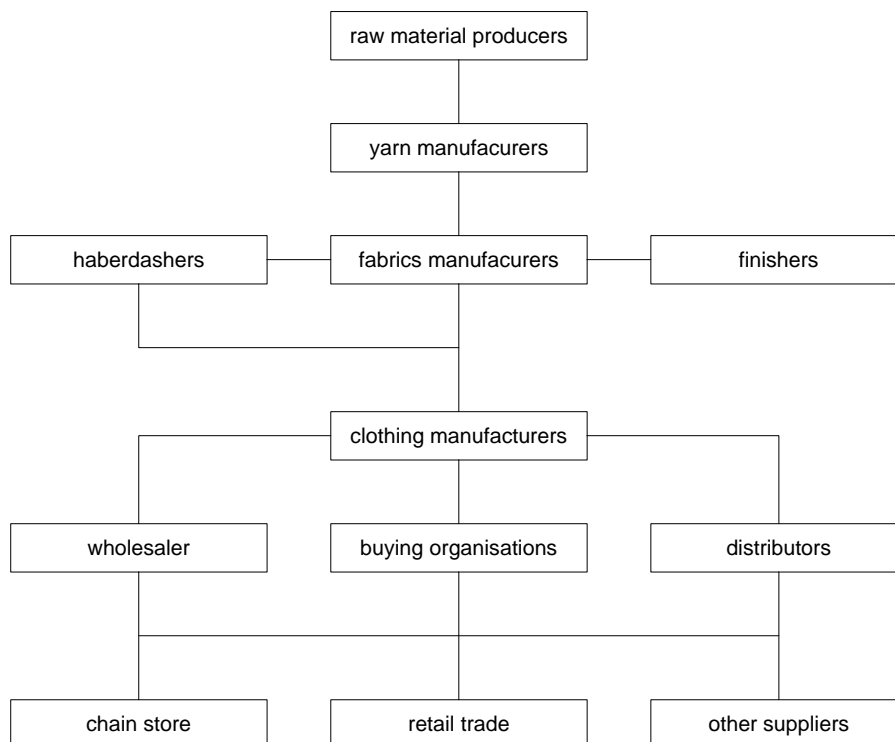 raw material producers
yarn manufacurers
haberdashers
fabrics manufacurers
finishers
clothing manufacturers
wholesaler
buying organisations
distributors
chain store
retail trade
other suppliers